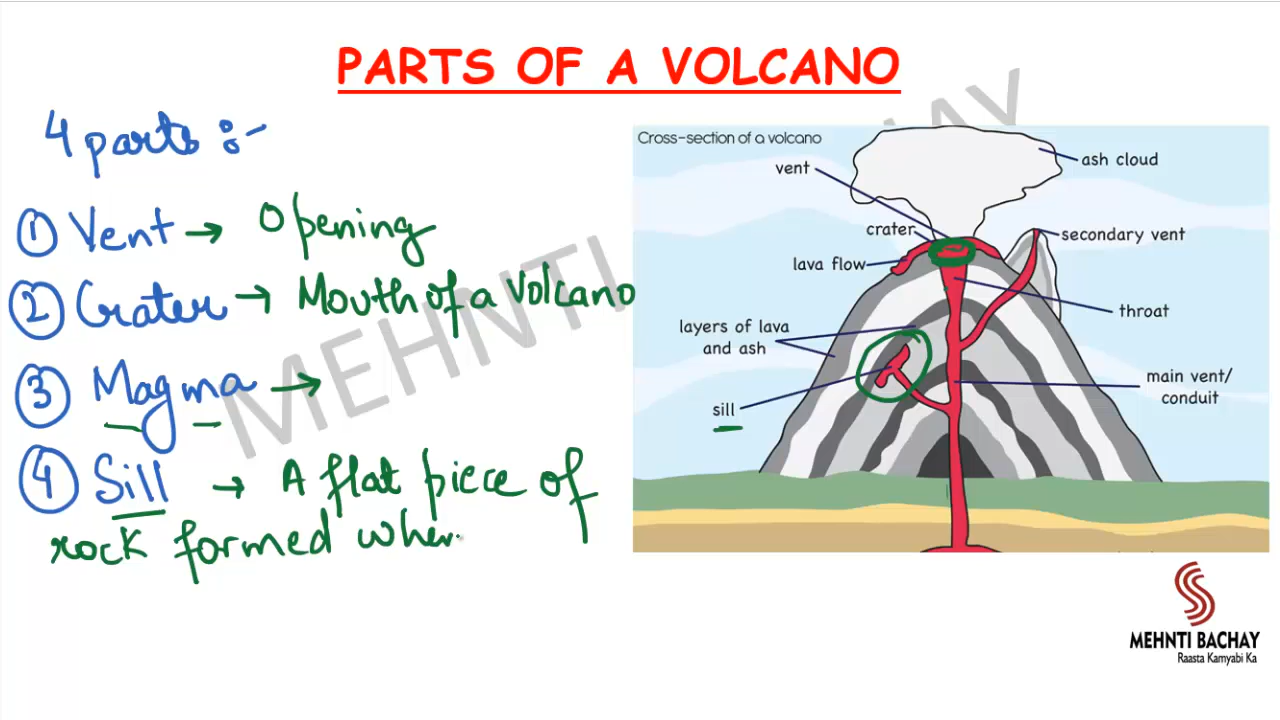 PARTS OF A VOLCANO
4 parts :-
① Vent → Opening
② Crater → Mouth of a Volcano
③ Magma →
④ Sill → A flat piece of
rock formed when
MEHNTI
Cross-section of a volcano
vent
ash cloud
crater
secondary vent
lava flow
throat
layers of lava
and ash
main vent/
conduit
sill
MEHNTI BACHAY
Raasta Kamyabi Ka